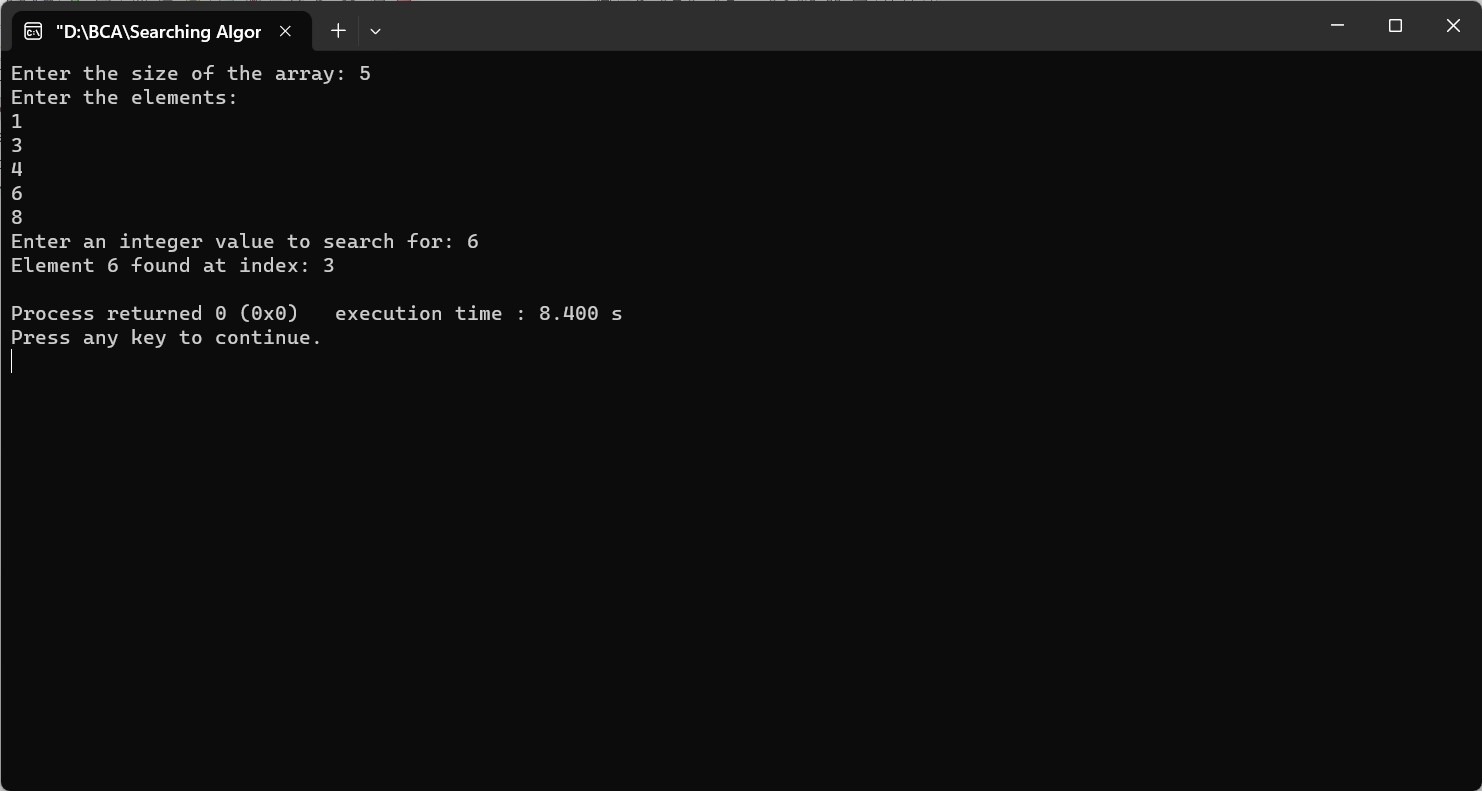 "D:\BCA\Searching Algor
Enter the size of the array: 5
Enter the elements:
1
3
4
6
8
Enter an integer value to search for: 6
Element 6 found at index: 3
Process returned 0 (0x0)   execution time : 8.400 s
Press any key to continue.